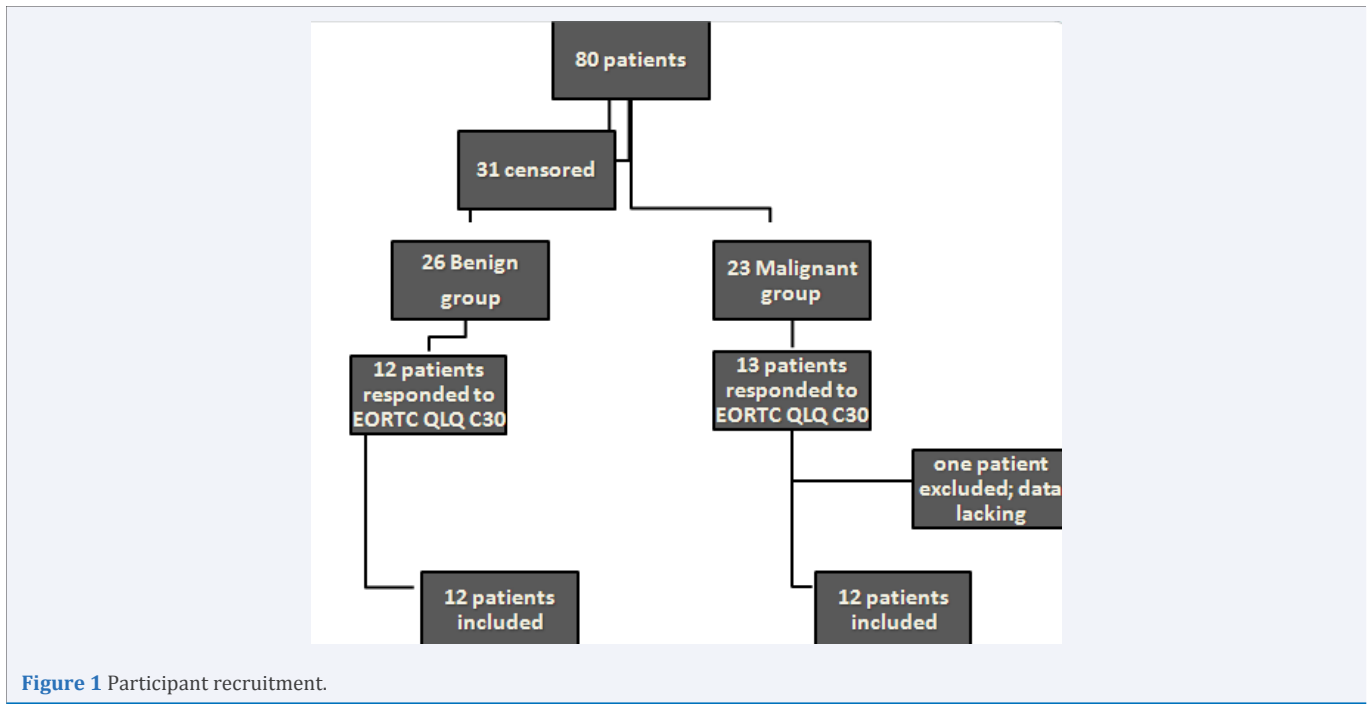 80 patients
31 censored
26 Benign
group
23 Malignant
group
12 patients
responded to
EORTC QLQ C30
13 patients
responded to
EORTC QLQ C30
one patient
excluded; data
lacking
12 patients
included
12 patients
included
Figure 1 Participant recruitment.